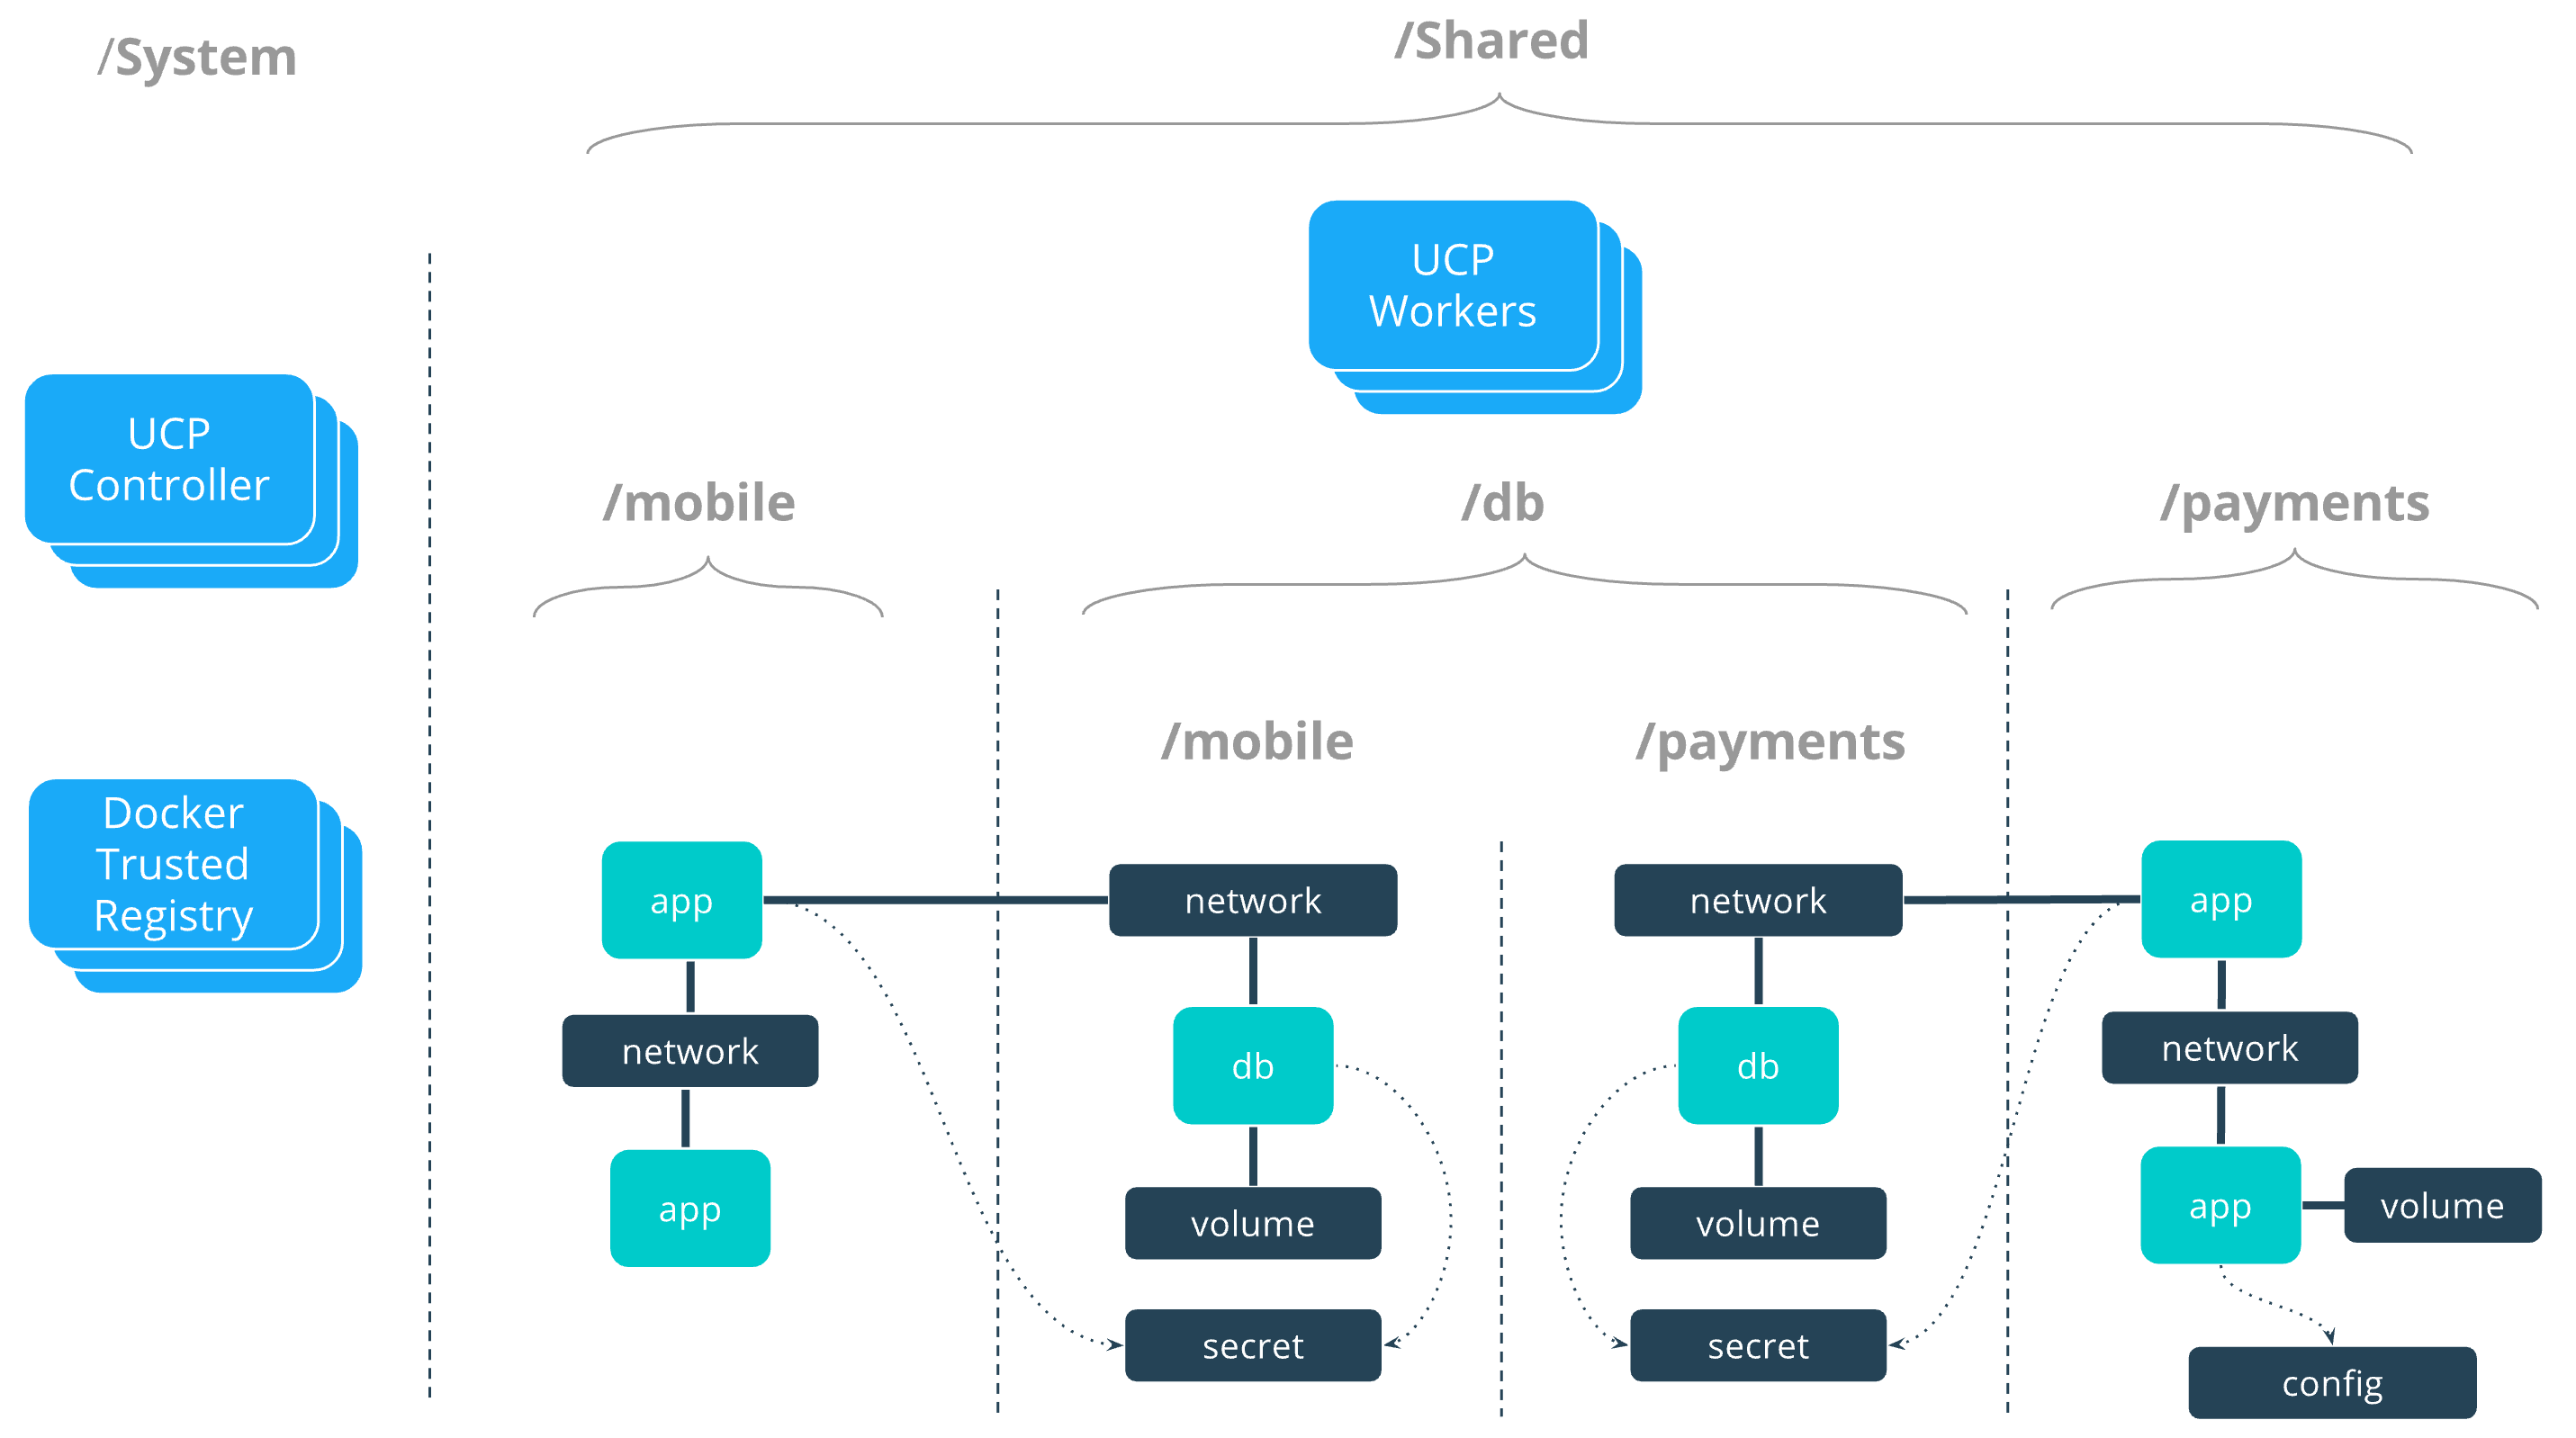 /System
/Shared
UCP
Workers
UCP
Controller
/mobile
/db
/payments
/mobile
/payments
Docker
Trusted
Registry
app
network
network
app
network
db
db
network
app
volume
volume
app
volume
secret
secret
config